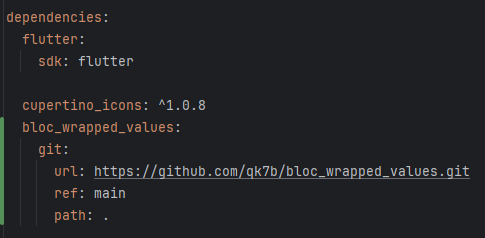 dependencies:
  flutter:
    sdk: flutter

  cupertino_icons: ^1.0.8
  bloc_wrapped_values:
    git:
      url: https://github.com/qk7b/bloc_wrapped_values.git
      ref: main
      path: .